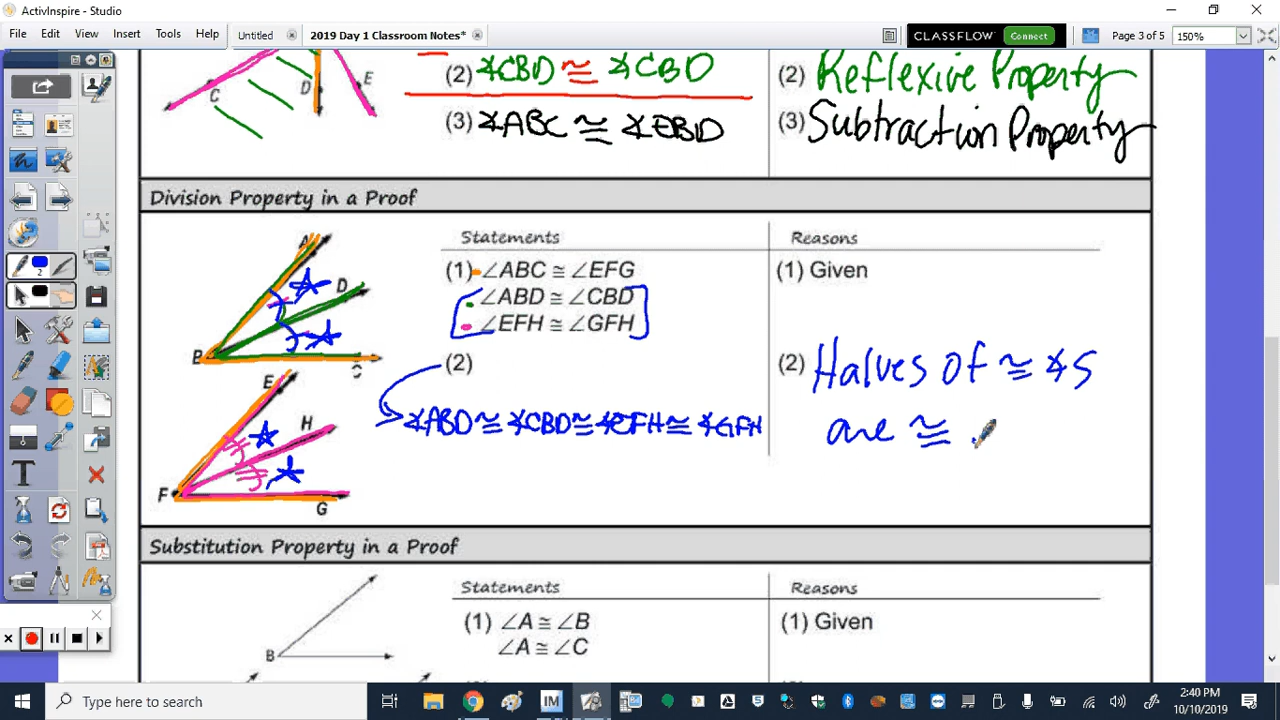 ActivInspire - Studio
File Edit View Insert Tools Help
Untitled
2019 Day 1 Classroom Notes*
CLASSFLOW Connect
Page 3 of 5
150%
C D E
(2) ∡CBD ≅ ∡CBD (2) Reflexive Property
(3) ∡ABC ≅ ∡EBD (3) Subtraction Property
Division Property in a Proof
Statements Reasons
(1) ∠ABC ≅ ∠EFG (1) Given
∠ABD ≅ ∠CBD
∠EFH ≅ ∠GFH
(2) (2) Halves of ≅ ∡s
∡ABD ≅ ∡CBD ≅ ∡EFH ≅ ∡GFH are ≅
A
D
B
C
E
H
F
G
Substitution Property in a Proof
Statements Reasons
(1) ∠A ≅ ∠B (1) Given
∠A ≅ ∠C
B
Type here to search
2:40 PM
10/10/2019